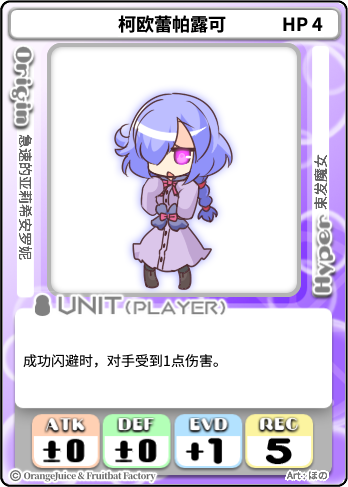 柯欧蕾帕露可 HP 4
Origin
急速的亚莉希安罗妮
Hyper
束发魔女
UNIT (PLAYER)
成功闪避时，对手受到1点伤害。
ATK DEF EVD REC
±0 ±0 +1 5
© OrangeJuice & Fruitbat Factory Art : ほの